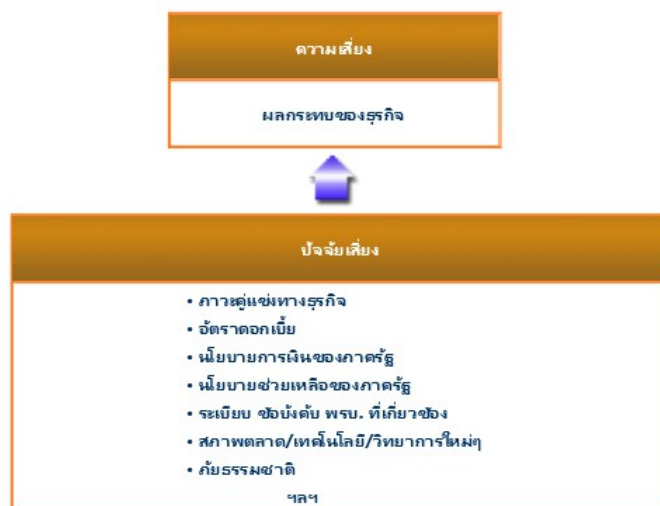 ความเสี่ยง
ผลกระทบของธุรกิจ
ปัจจัยเสี่ยง
• ภาวะคู่แข่งทางธุรกิจ
• อัตราดอกเบี้ย
• นโยบายการเงินของภาครัฐ
• นโยบายช่วยเหลือของภาครัฐ
• ระเบียบ ข้อบังคับ พรบ. ที่เกี่ยวข้อง
• สภาพตลาด/เทคโนโลยี/วิทยาการใหม่ๆ
• ภัยธรรมชาติ
ฯลฯ